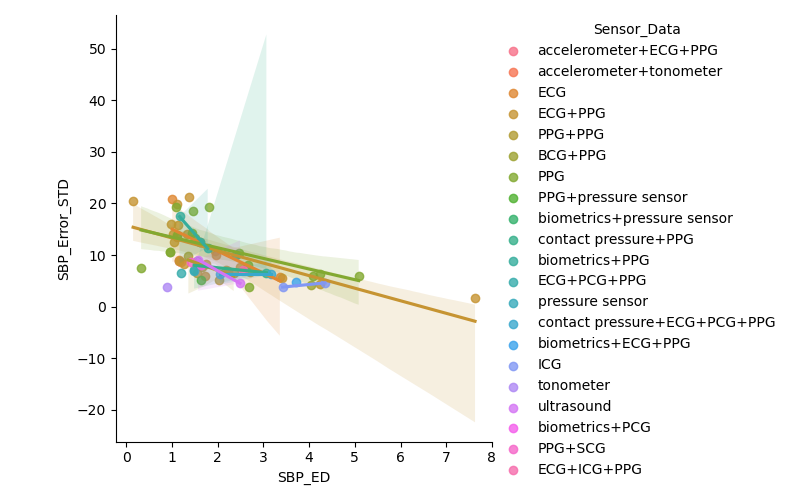 Sensor_Data
accelerometer+ECG+PPG
accelerometer+tonometer
ECG
ECG+PPG
PPG+PPG
BCG+PPG
PPG
PPG+pressure sensor
biometrics+pressure sensor
contact pressure+PPG
biometrics+PPG
ECG+PCG+PPG
pressure sensor
contact pressure+ECG+PCG+PPG
biometrics+ECG+PPG
ICG
tonometer
ultrasound
biometrics+PCG
PPG+SCG
ECG+ICG+PPG
SBP_Error_STD
50
40
30
20
10
0
−10
−20
0 1 2 3 4 5 6 7 8
SBP_ED